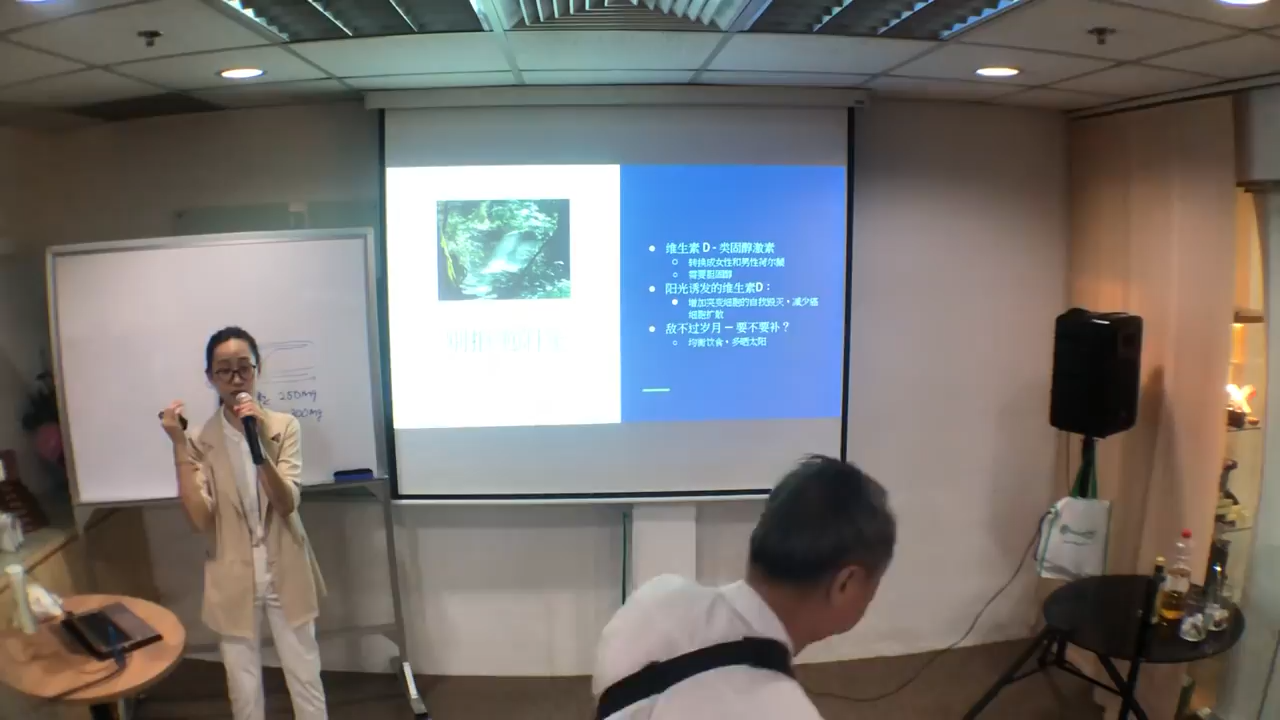 维生素 D - 类固醇激素
转换成女性和男性荷尔蒙
需要胆固醇
阳光诱发的维生素D：
增加突变细胞的自我毁灭，减少癌
细胞扩散
敌不过岁月 — 要不要补？
均衡饮食，多晒太阳
250mg
300mg